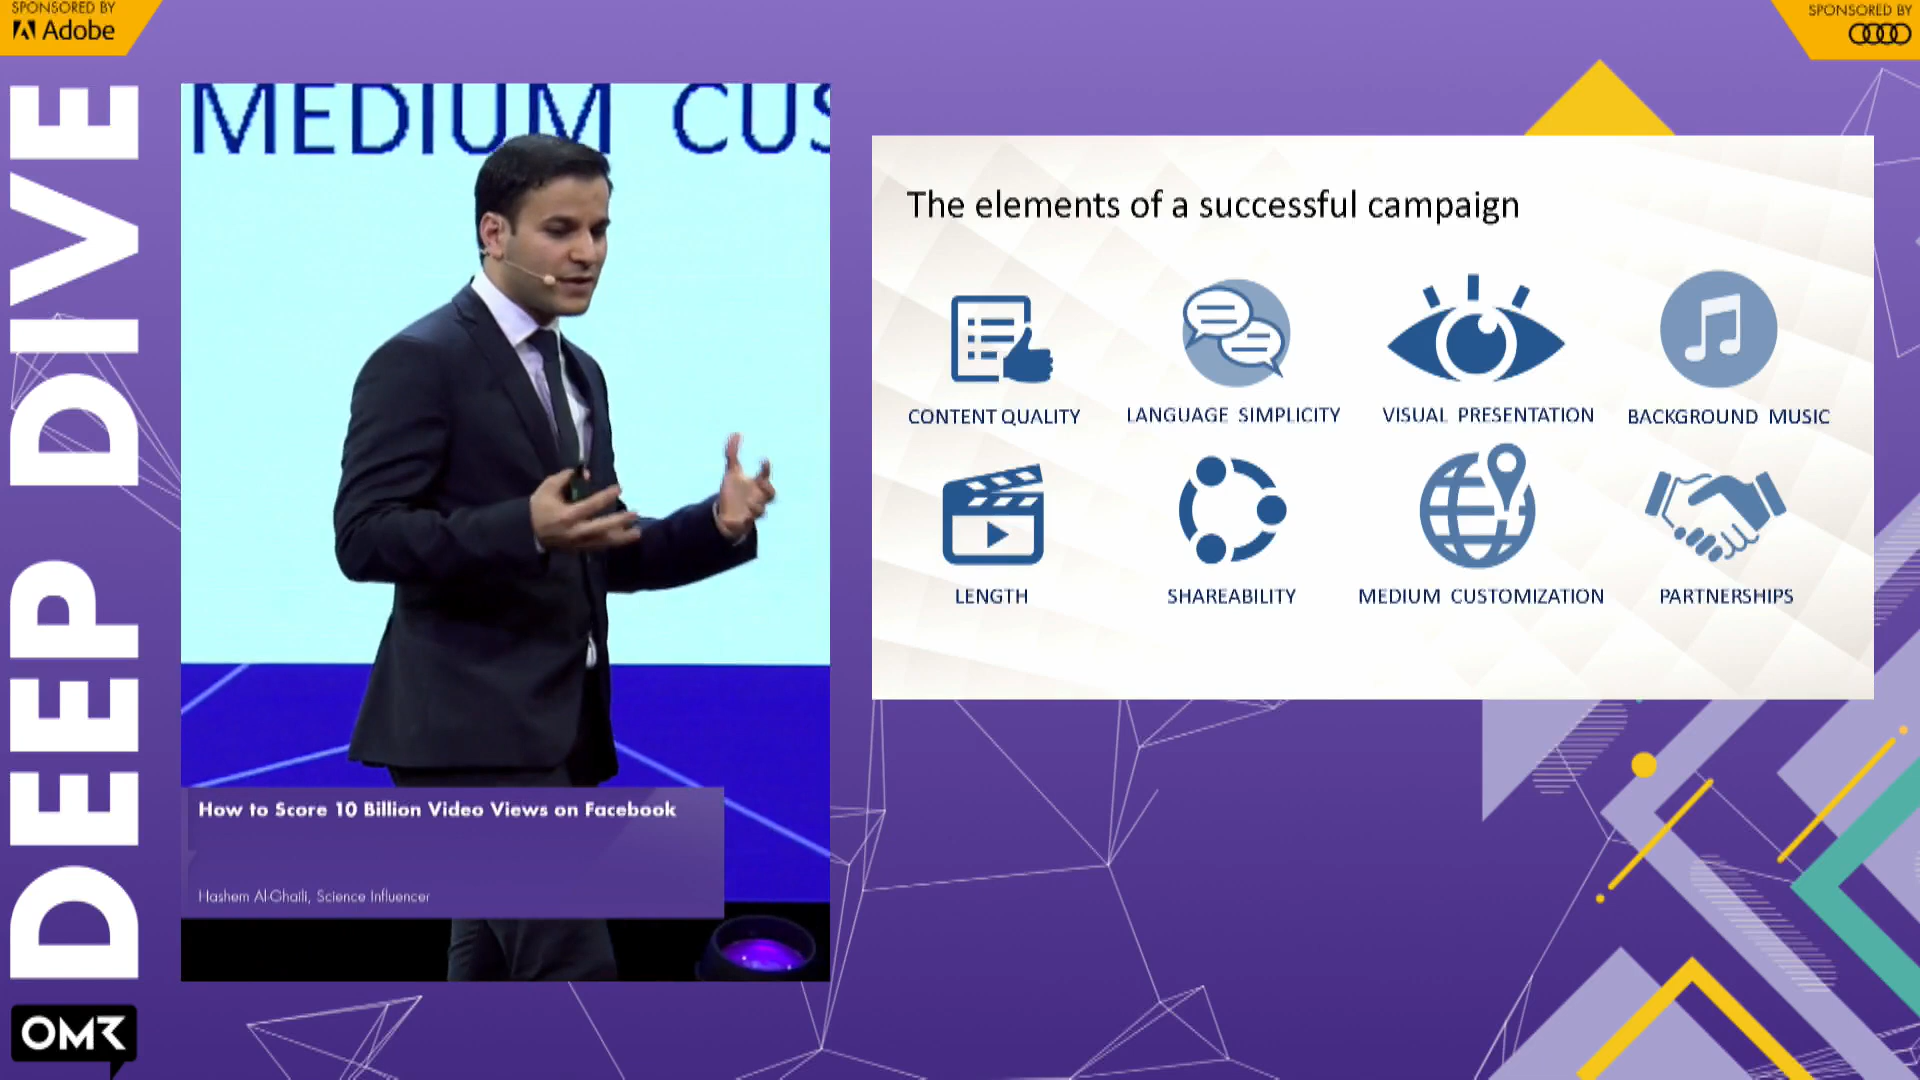 SPONSORED BY
Adobe
SPONSORED BY
DEEP DIVE
MEDIUM CUS
The elements of a successful campaign
CONTENT QUALITY
LANGUAGE SIMPLICITY
VISUAL PRESENTATION
BACKGROUND MUSIC
LENGTH
SHAREABILITY
MEDIUM CUSTOMIZATION
PARTNERSHIPS
How to Score 10 Billion Video Views on Facebook
Hashem Al-Ghaili, Science Influencer
OMR